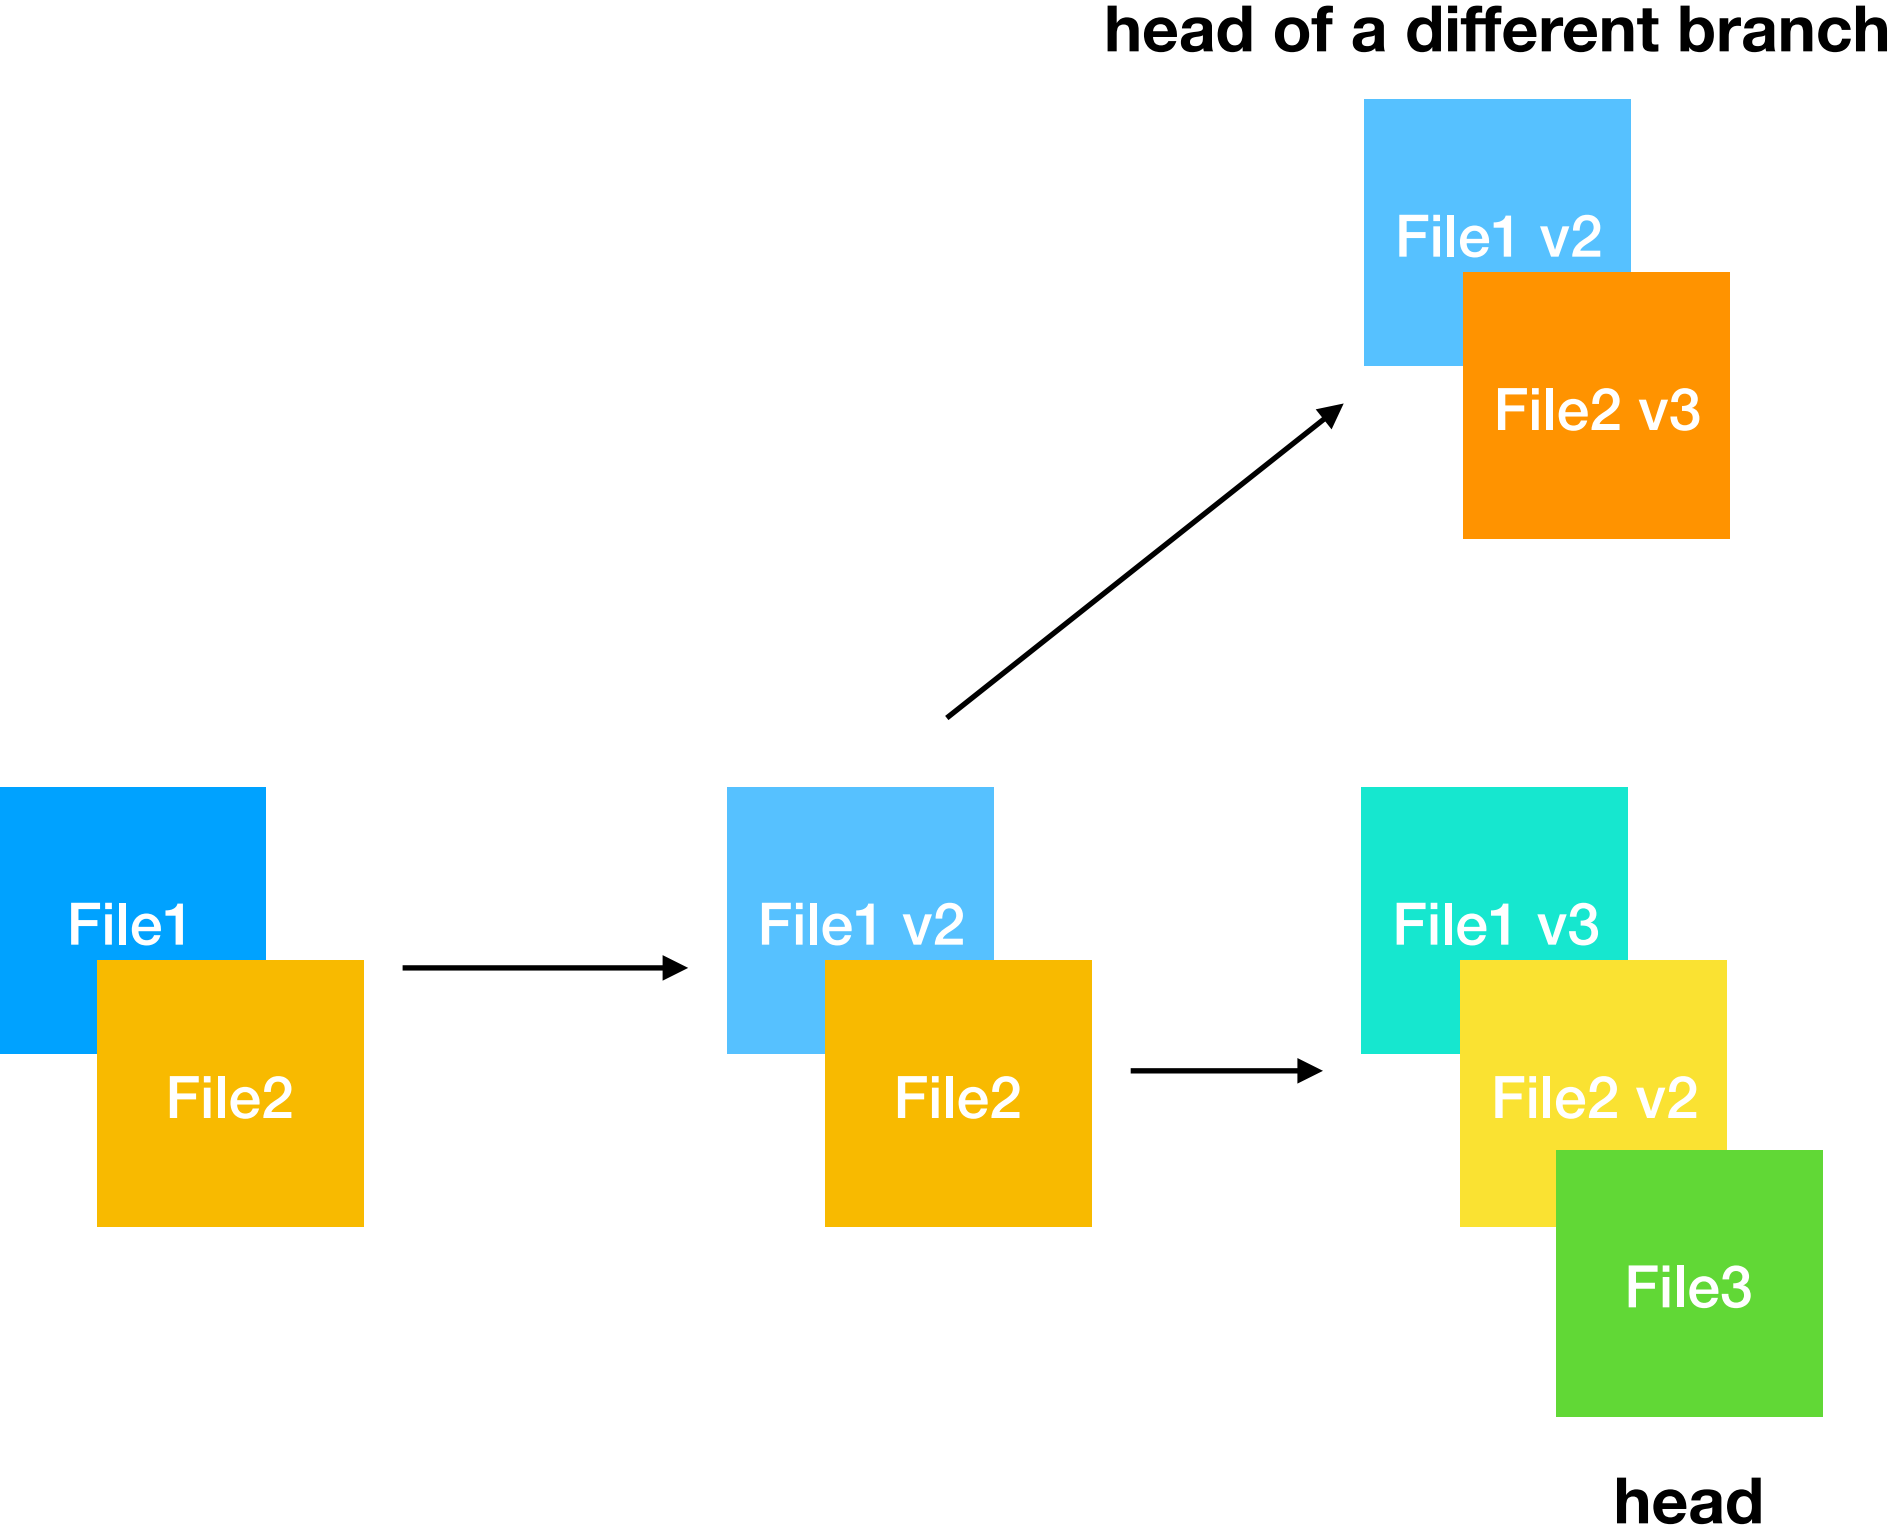 head of a different branch
File1 v2
File2 v3
File1
File2
File1 v2
File2
File1 v3
File2 v2
File3
head